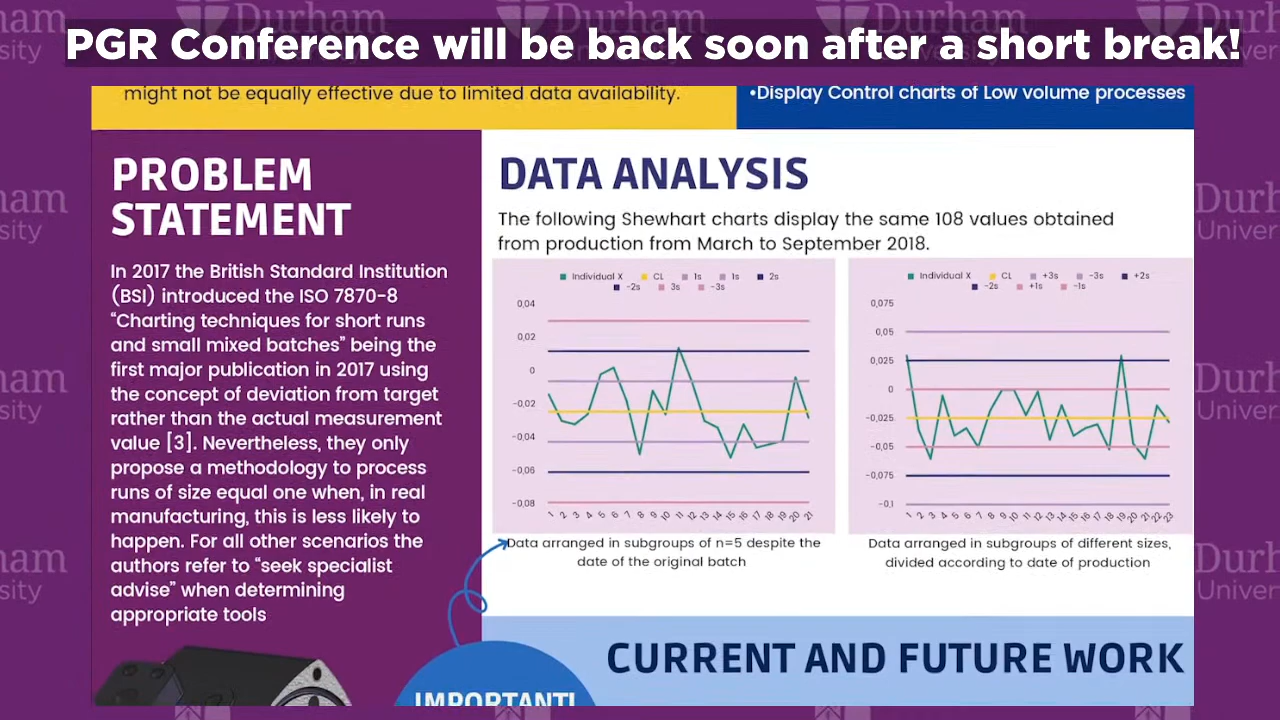 PGR Conference will be back soon after a short break!
might not be equally effective due to limited data availability.
•Display Control charts of Low volume processes
PROBLEM
STATEMENT
In 2017 the British Standard Institution
(BSI) introduced the ISO 7870-8
“Charting techniques for short runs
and small mixed batches” being the
first major publication in 2017 using
the concept of deviation from target
rather than the actual measurement
value [3]. Nevertheless, they only
propose a methodology to process
runs of size equal one when, in real
manufacturing, this is less likely to
happen. For all other scenarios the
authors refer to “seek specialist
advise” when determining
appropriate tools
DATA ANALYSIS
The following Shewhart charts display the same 108 values obtained
from production from March to September 2018.
Individual X CL 1s 1s 2s
-2s 3s -3s
0,04
0,02
0
-0,02
-0,04
-0,06
-0,08
1 2 3 4 5 6 7 8 9 10 11 12 13 14 15 16 17 18 19 20 21
Data arranged in subgroups of n=5 despite the
date of the original batch
Individual X CL +3s -3s +2s
-2s +1s -1s
0,075
0,05
0,025
0
-0,025
-0,05
-0,075
-0,1
1 2 3 4 5 6 7 8 9 10 11 12 13 14 15 16 17 18 19 20 21 22 23
Data arranged in subgroups of different sizes,
divided according to date of production
CURRENT AND FUTURE WORK
IMPORTANT!
Durham
University